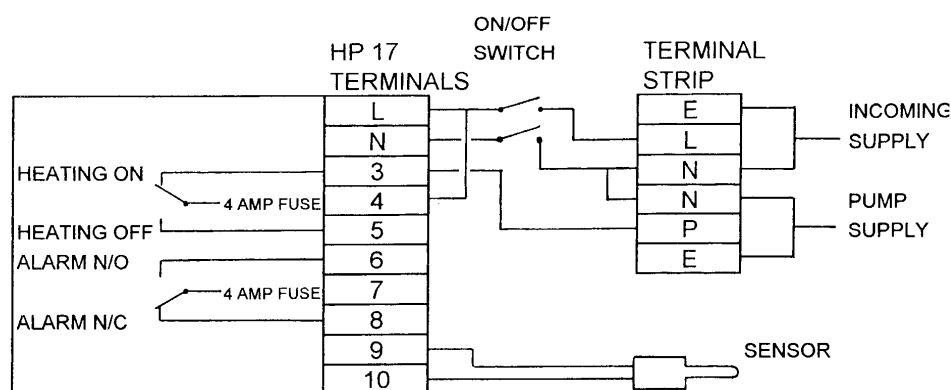 ON/OFF
SWITCH
HP 17
TERMINALS
TERMINAL
STRIP
L
N
3
4
5
6
7
8
9
10
HEATING ON
4 AMP FUSE
HEATING OFF
ALARM N/O
4 AMP FUSE
ALARM N/C
E
L
N
N
P
E
INCOMING
SUPPLY
PUMP
SUPPLY
SENSOR